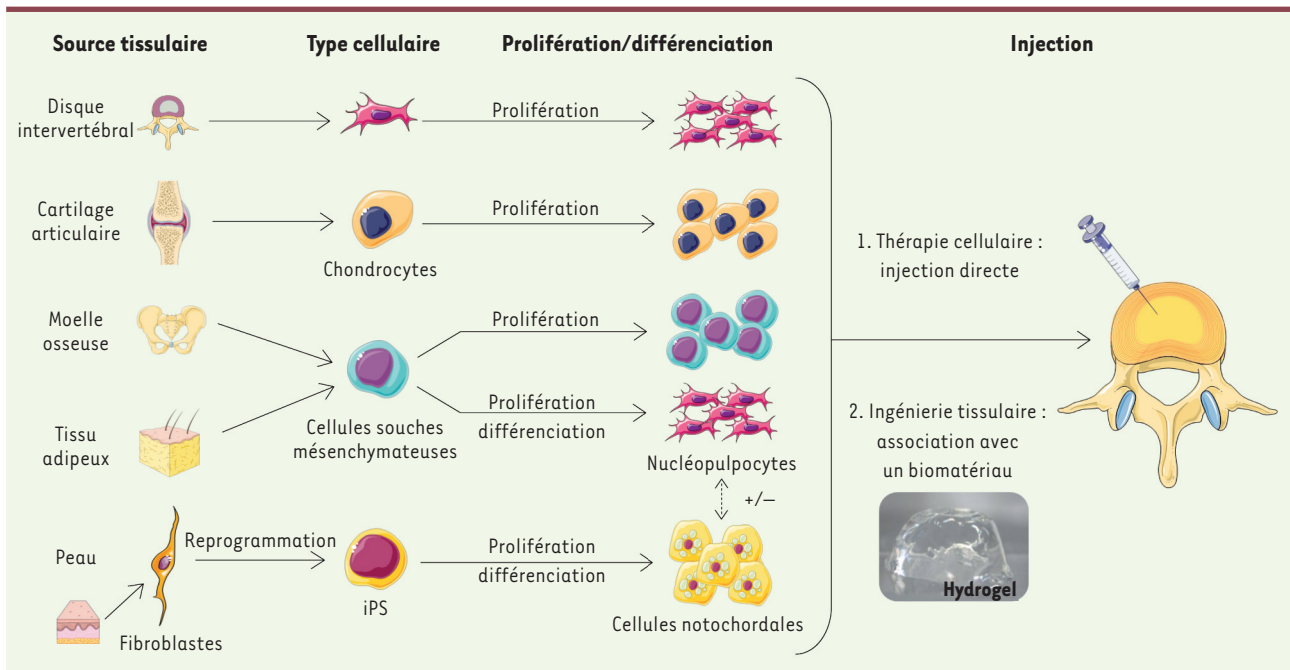 Source tissulaire
Type cellulaire
Prolifération/différenciation
Injection
Disque
intervertébral
Prolifération
Cartilage
articulaire
Chondrocytes
Prolifération
Moelle
osseuse
Tissu
adipeux
Cellules souches
mésenchymateuses
Prolifération
Prolifération
différenciation
Nucléopulpocytes
+/–
Peau
Fibroblastes
Reprogrammation
iPS
Prolifération
différenciation
Cellules notochordales
1. Thérapie cellulaire :
injection directe
2. Ingénierie tissulaire :
association avec
un biomatériau
Hydrogel